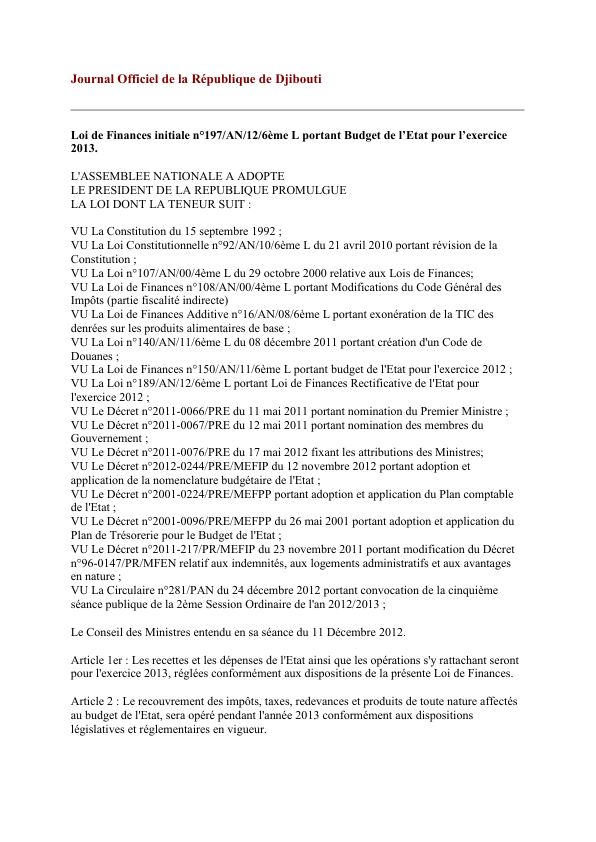 Journal Officiel de la République de Djibouti
Loi de Finances initiale n°197/AN/12/6ème L portant Budget de l’Etat pour l’exercice
2013.
L'ASSEMBLEE NATIONALE A ADOPTE
LE PRESIDENT DE LA REPUBLIQUE PROMULGUE
LA LOI DONT LA TENEUR SUIT :
VU La Constitution du 15 septembre 1992 ;
VU La Loi Constitutionnelle n°92/AN/10/6ème L du 21 avril 2010 portant révision de la
Constitution ;
VU La Loi n°107/AN/00/4ème L du 29 octobre 2000 relative aux Lois de Finances;
VU La Loi de Finances n°108/AN/00/4ème L portant Modifications du Code Général des
Impôts (partie fiscalité indirecte)
VU La Loi de Finances Additive n°16/AN/08/6ème L portant exonération de la TIC des
denrées sur les produits alimentaires de base ;
VU La Loi n°140/AN/11/6ème L du 08 décembre 2011 portant création d'un Code de
Douanes ;
VU La Loi de Finances n°150/AN/11/6ème L portant budget de l'Etat pour l'exercice 2012 ;
VU La Loi n°189/AN/12/6ème L portant Loi de Finances Rectificative de l'Etat pour
l'exercice 2012 ;
VU Le Décret n°2011-0066/PRE du 11 mai 2011 portant nomination du Premier Ministre ;
VU Le Décret n°2011-0067/PRE du 12 mai 2011 portant nomination des membres du
Gouvernement ;
VU Le Décret n°2011-0076/PRE du 17 mai 2012 fixant les attributions des Ministres;
VU Le Décret n°2012-0244/PRE/MEFIP du 12 novembre 2012 portant adoption et
application de la nomenclature budgétaire de l'Etat ;
VU Le Décret n°2001-0224/PRE/MEFPP portant adoption et application du Plan comptable
de l'Etat ;
VU Le Décret n°2001-0096/PRE/MEFPP du 26 mai 2001 portant adoption et application du
Plan de Trésorerie pour le Budget de l'Etat ;
VU Le Décret n°2011-217/PR/MEFIP du 23 novembre 2011 portant modification du Décret
n°96-0147/PR/MFEN relatif aux indemnités, aux logements administratifs et aux avantages
en nature ;
VU La Circulaire n°281/PAN du 24 décembre 2012 portant convocation de la cinquième
séance publique de la 2ème Session Ordinaire de l'an 2012/2013 ;
Le Conseil des Ministres entendu en sa séance du 11 Décembre 2012.
Article 1er : Les recettes et les dépenses de l'Etat ainsi que les opérations s'y rattachant seront
pour l'exercice 2013, réglées conformément aux dispositions de la présente Loi de Finances.
Article 2 : Le recouvrement des impôts, taxes, redevances et produits de toute nature affectés
au budget de l'Etat, sera opéré pendant l'année 2013 conformément aux dispositions
législatives et réglementaires en vigueur.